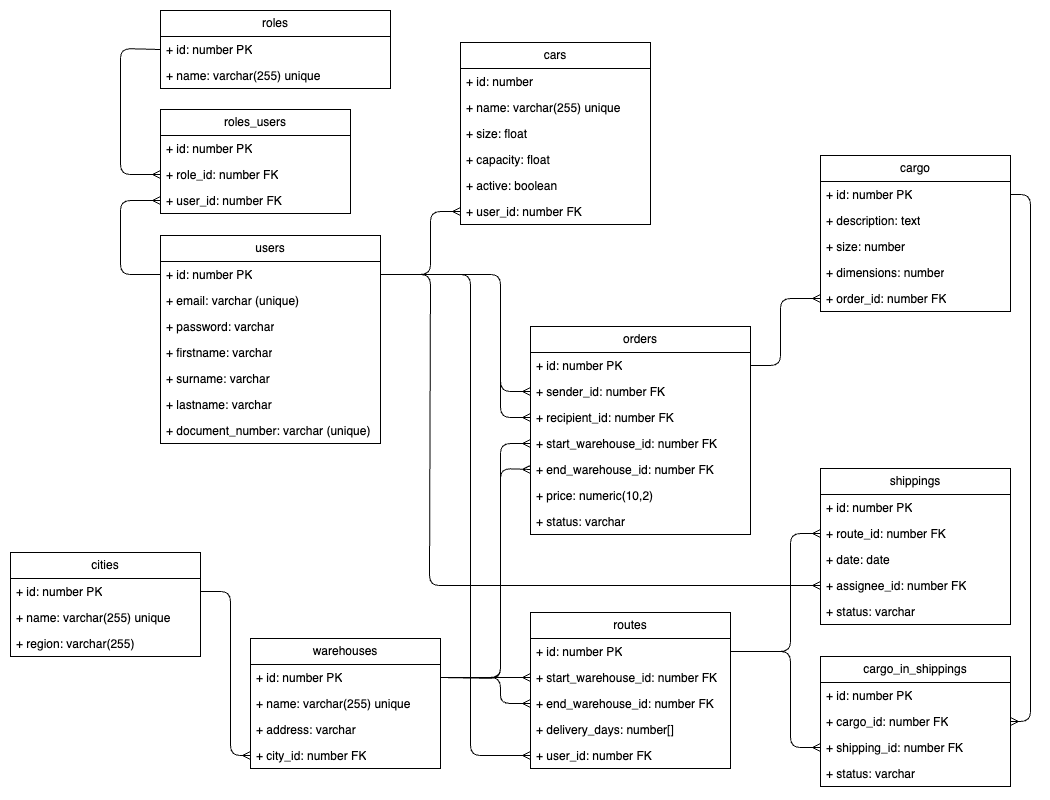 roles
+ id: number PK
+ name: varchar(255) unique
roles_users
+ id: number PK
+ role_id: number FK
+ user_id: number FK
users
+ id: number PK
+ email: varchar (unique)
+ password: varchar
+ firstname: varchar
+ surname: varchar
+ lastname: varchar
+ document_number: varchar (unique)
cars
+ id: number
+ name: varchar(255) unique
+ size: float
+ capacity: float
+ active: boolean
+ user_id: number FK
cargo
+ id: number PK
+ description: text
+ size: number
+ dimensions: number
+ order_id: number FK
orders
+ id: number PK
+ sender_id: number FK
+ recipient_id: number FK
+ start_warehouse_id: number FK
+ end_warehouse_id: number FK
+ price: numeric(10,2)
+ status: varchar
shippings
+ id: number PK
+ route_id: number FK
+ date: date
+ assignee_id: number FK
+ status: varchar
cities
+ id: number PK
+ name: varchar(255) unique
+ region: varchar(255)
warehouses
+ id: number PK
+ name: varchar(255) unique
+ address: varchar
+ city_id: number FK
routes
+ id: number PK
+ start_warehouse_id: number FK
+ end_warehouse_id: number FK
+ delivery_days: number[]
+ user_id: number FK
cargo_in_shippings
+ id: number PK
+ cargo_id: number FK
+ shipping_id: number FK
+ status: varchar